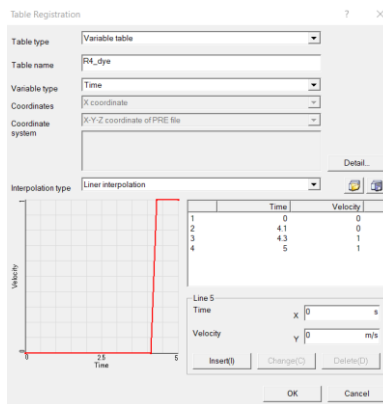 Table Registration ? ×
Table type Variable table
Table name R4_dye
Variable type Time
Coordinates X coordinate
Coordinate system X-Y-Z coordinate of PRE file
Detail..
Interpolation type Liner interpolation
Time Velocity
1 0 0
2 4.1 0
3 4.3 1
4 5 1
1
Velocity
0
0 2.5 5
Time
Line 5
Time X 0 s
Velocity Y 0 m/s
Insert(I) Change(C) Delete(D)
OK Cancel